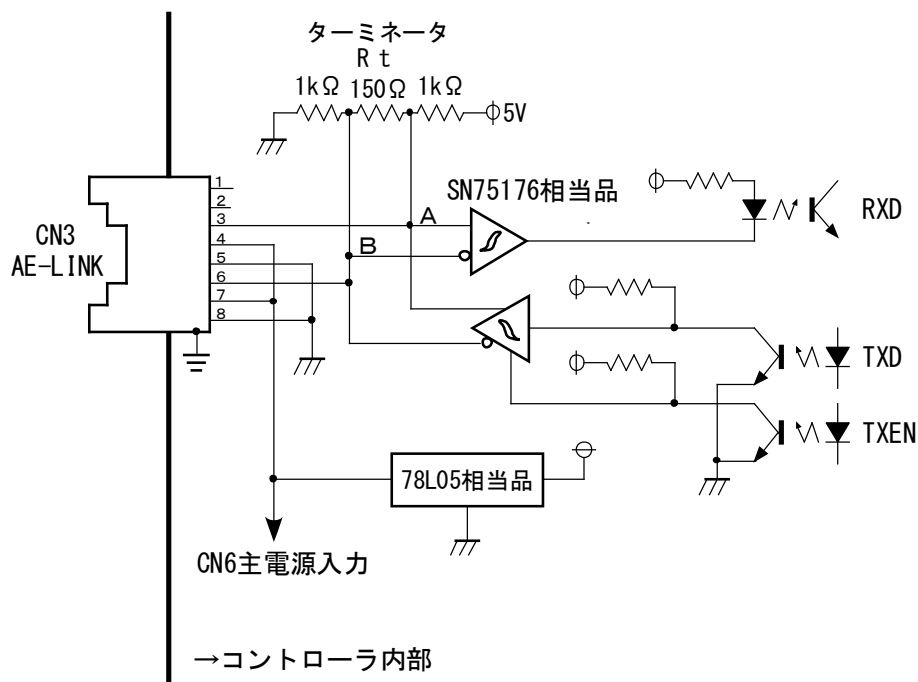 ターミネータ
Rt
1kΩ 150Ω 1kΩ
5V
SN75176相当品
RXD
1
2
3
4
5
6
7
8
A
B
CN3
AE-LINK
TXD
TXEN
78L05相当品
CN6主電源入力
→コントローラ内部